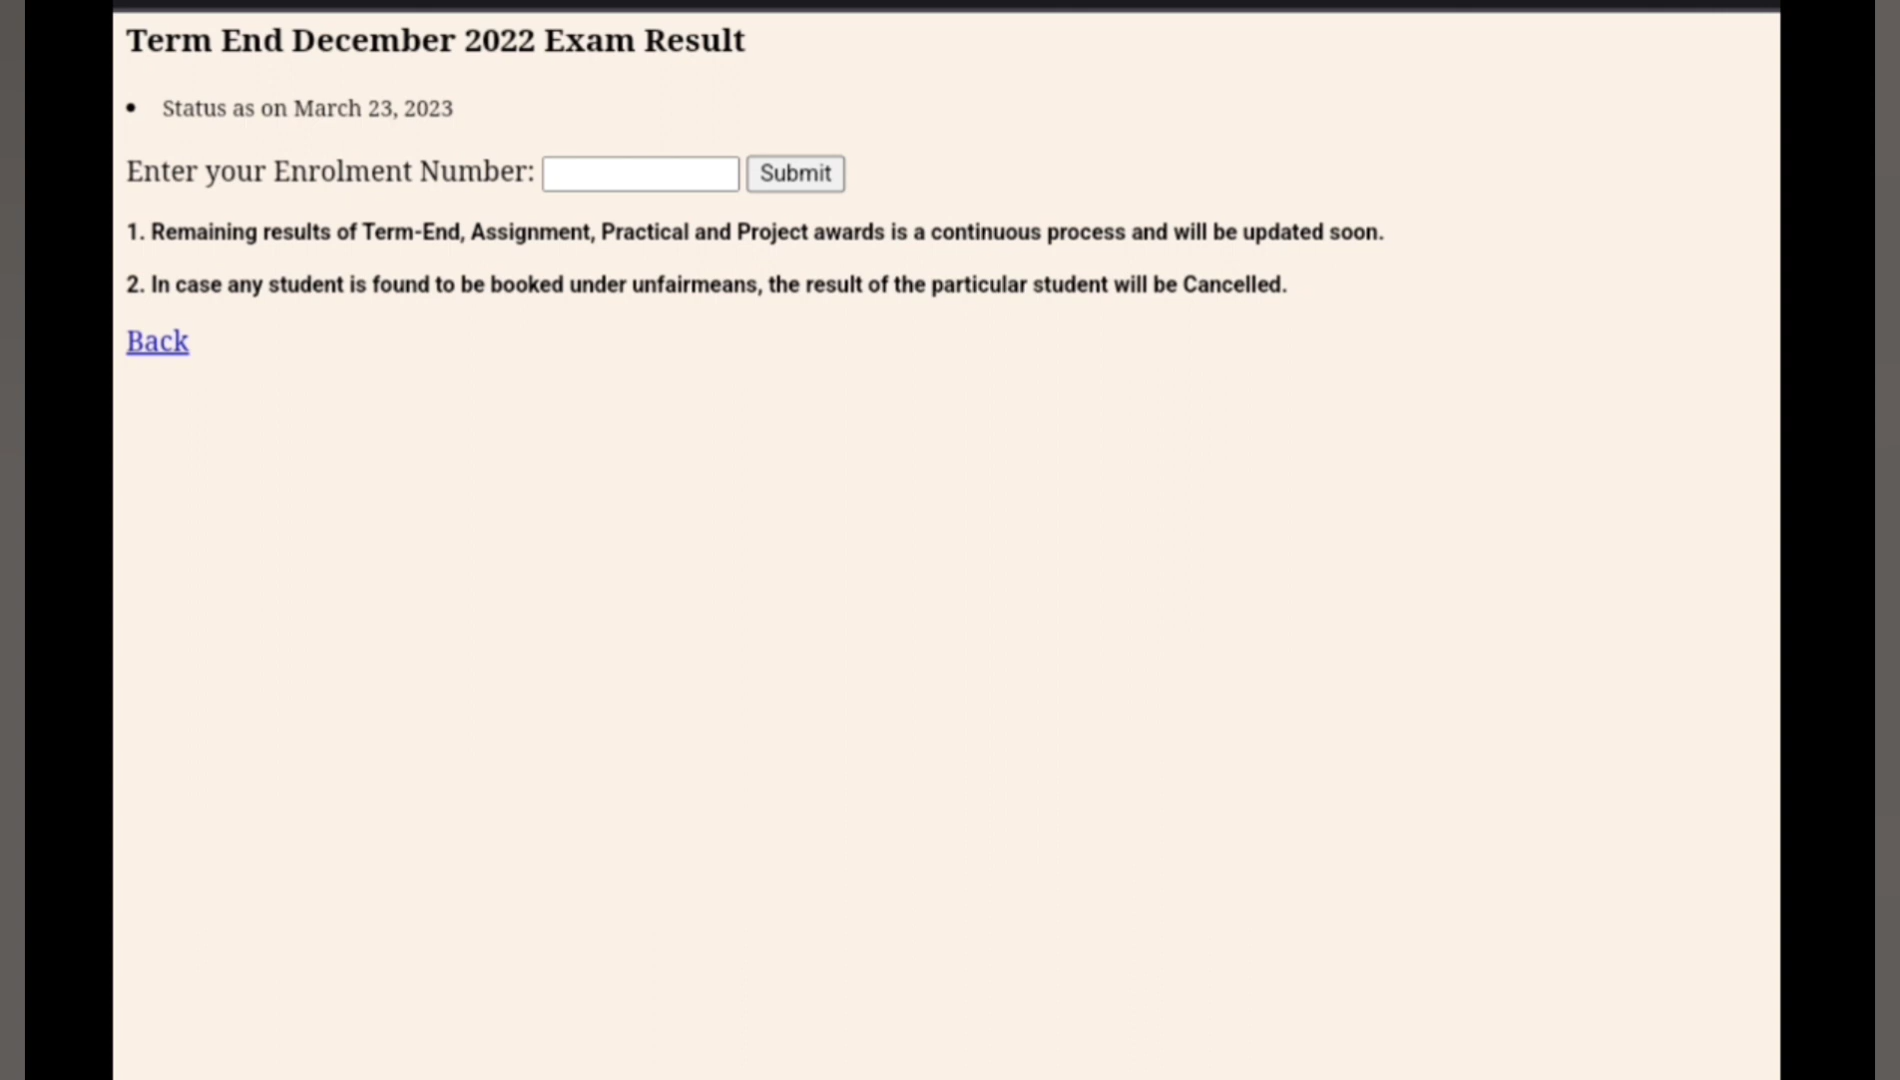 Term End December 2022 Exam Result
• Status as on March 23, 2023
Enter your Enrolment Number: Submit
1. Remaining results of Term-End, Assignment, Practical and Project awards is a continuous process and will be updated soon.
2. In case any student is found to be booked under unfairmeans, the result of the particular student will be Cancelled.
Back